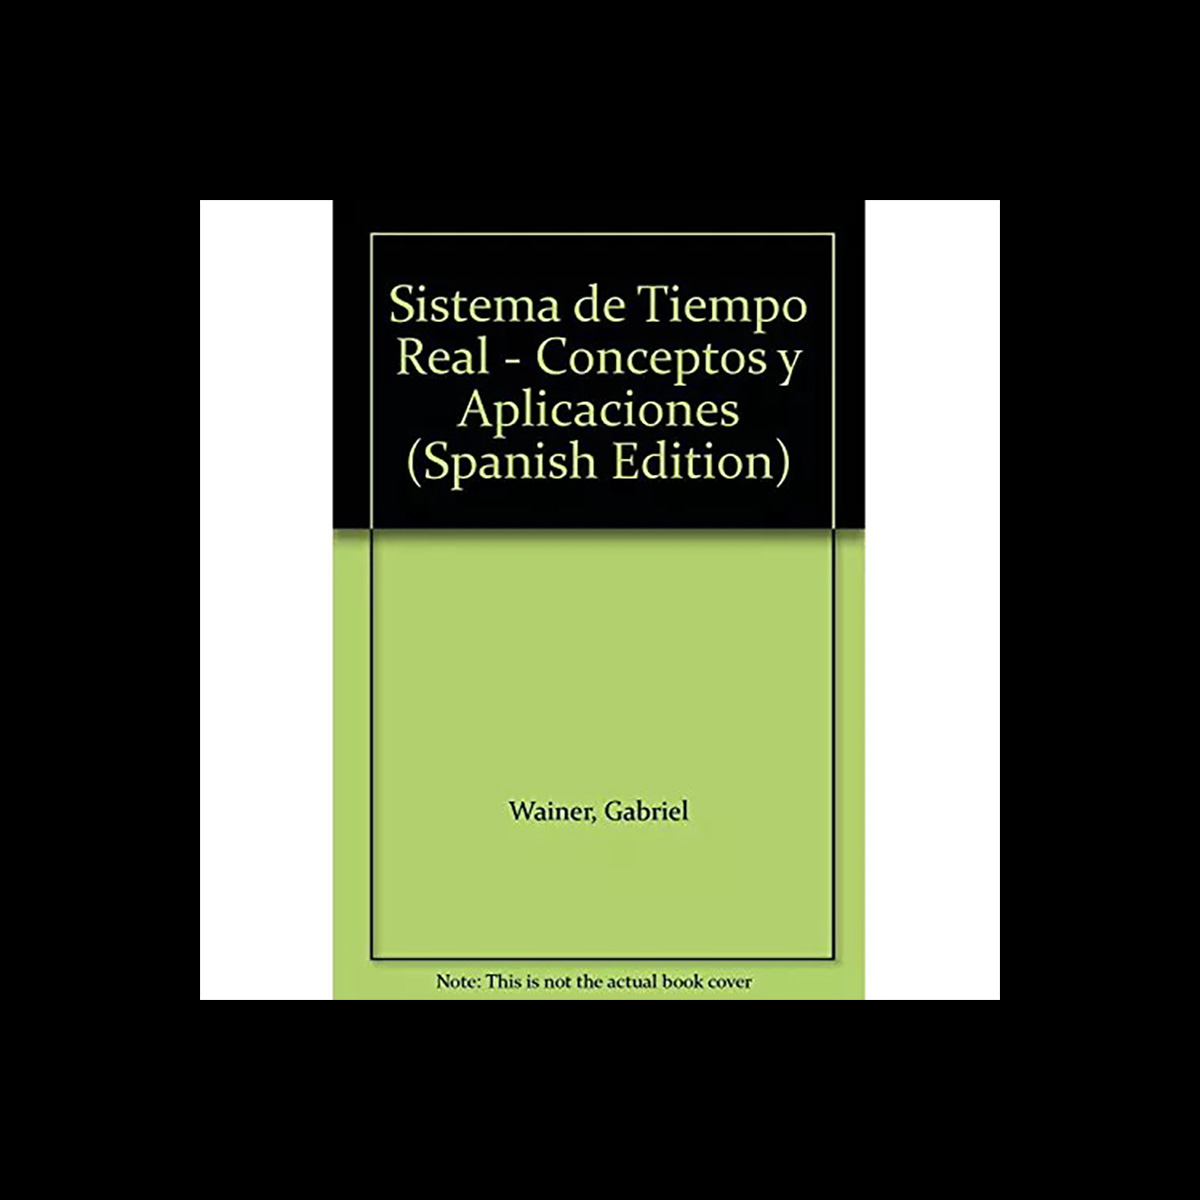 Sistema de Tiempo
Real - Conceptos y
Aplicaciones
(Spanish Edition)
Wainer, Gabriel
Note: This is not the actual book cover